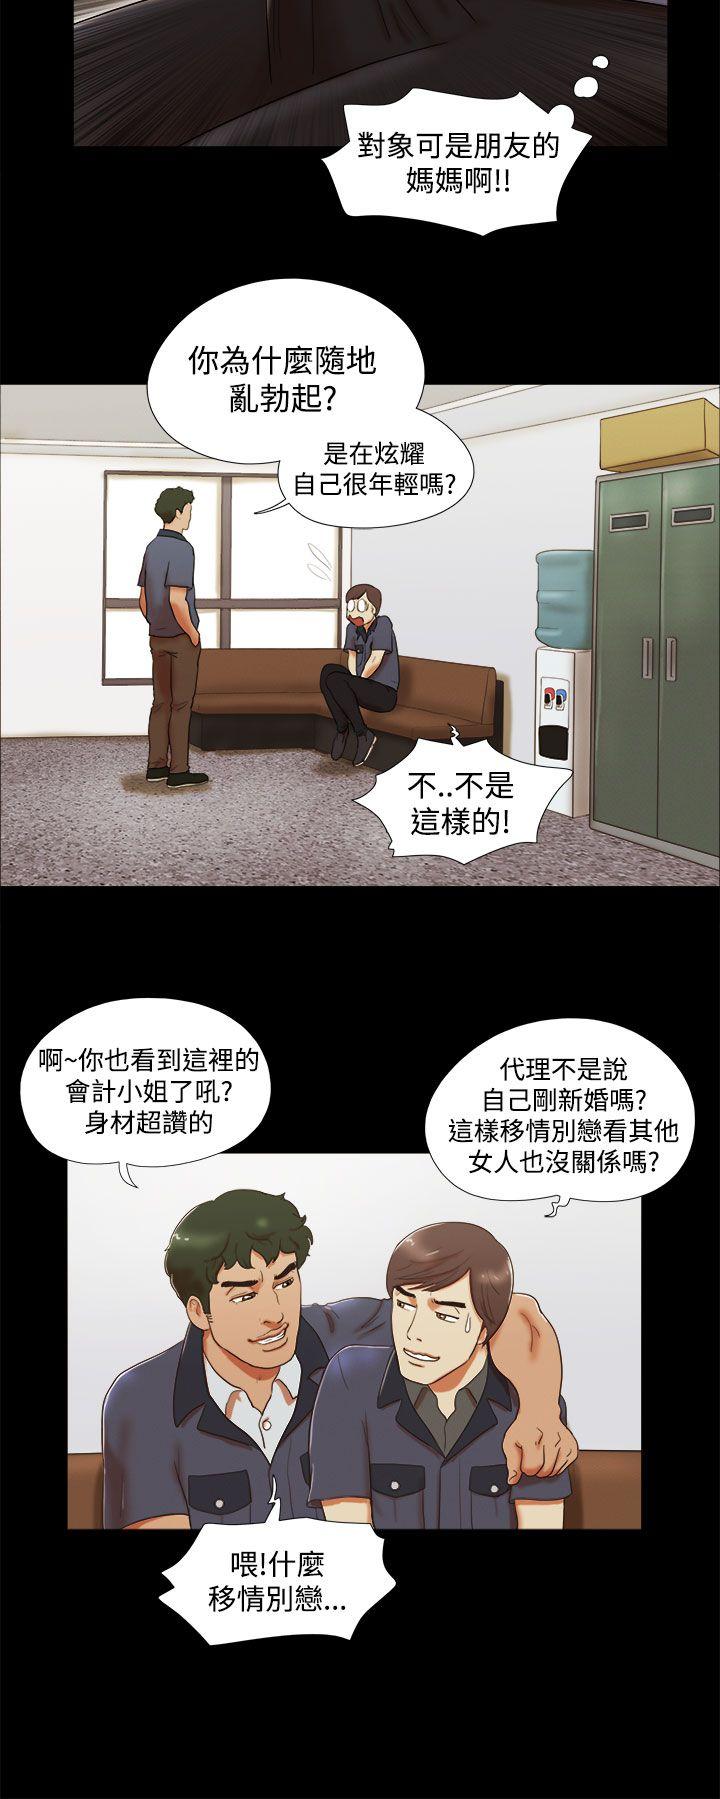 對象可是朋友的
媽媽啊!!
你為什麼隨地
亂勃起?
是在炫耀
自己很年輕嗎?
不..不是
這樣的!
啊~你也看到這裡的
會計小姐了吼?
身材超讚的
代理不是說
自己剛新婚嗎?
這樣移情別戀看其他
女人也沒關係嗎?
喂!什麼
移情別戀...